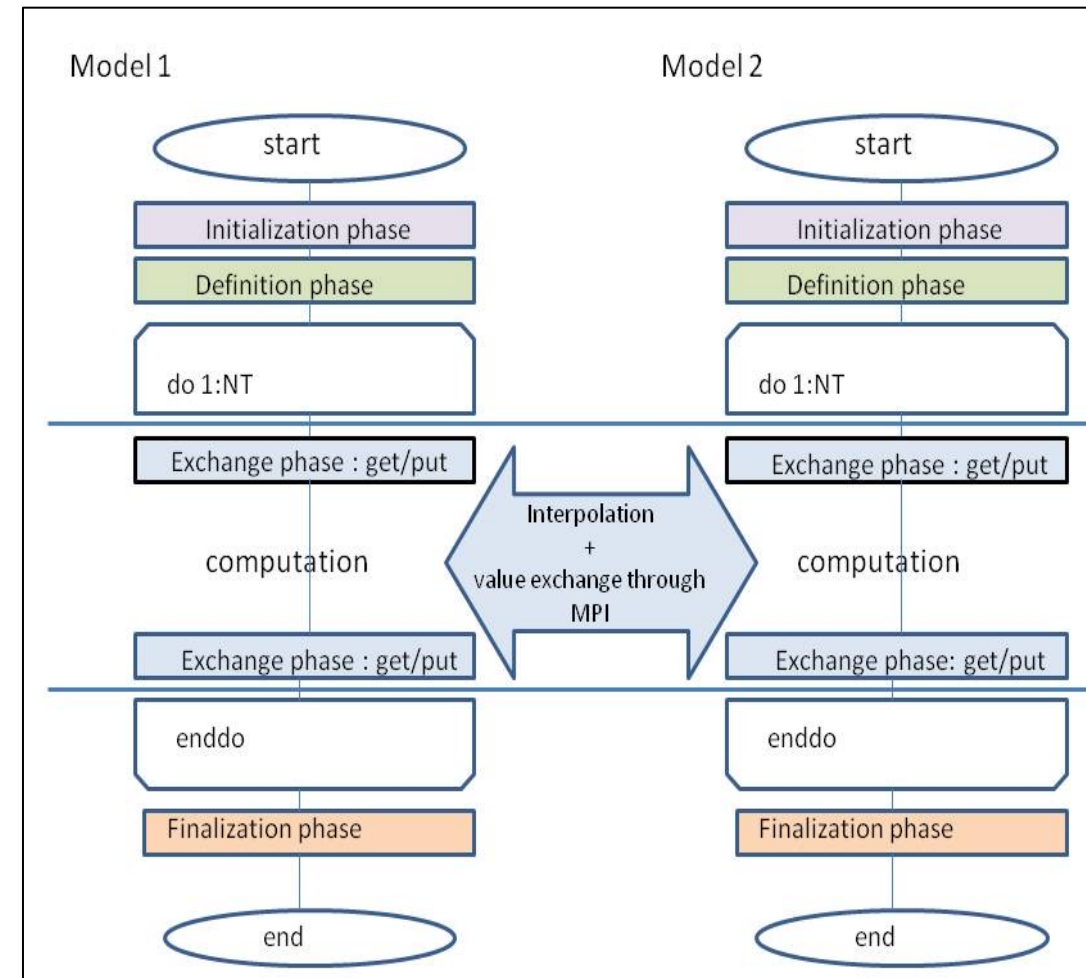 Model 1
Model 2
start
start
Initialization phase
Initialization phase
Definition phase
Definition phase
do 1:NT
do 1:NT
Exchange phase : get/put
Exchange phase : get/put
Interpolation
+
value exchange through
MPI
computation
computation
Exchange phase : get/put
Exchange phase: get/put
enddo
enddo
Finalization phase
Finalization phase
end
end